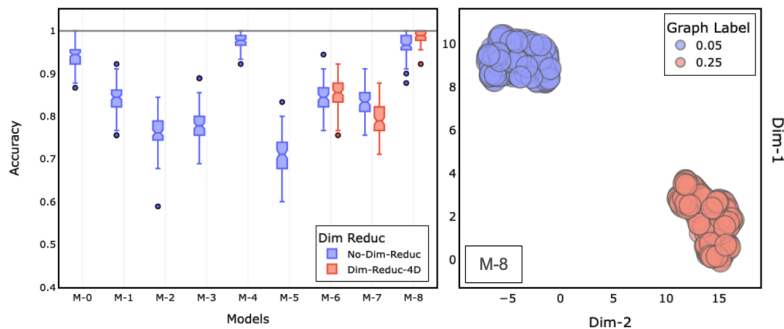 1
0.9
0.8
0.7
0.6
0.5
0.4
Accuracy
M-0 M-1 M-2 M-3 M-4 M-5 M-6 M-7 M-8
Models
Dim Reduc
No-Dim-Reduc
Dim-Reduc-4D
10
8
6
4
2
0
−5 0 5 10 15
Dim-2
Dim-1
Graph Label
0.05
0.25
M-8